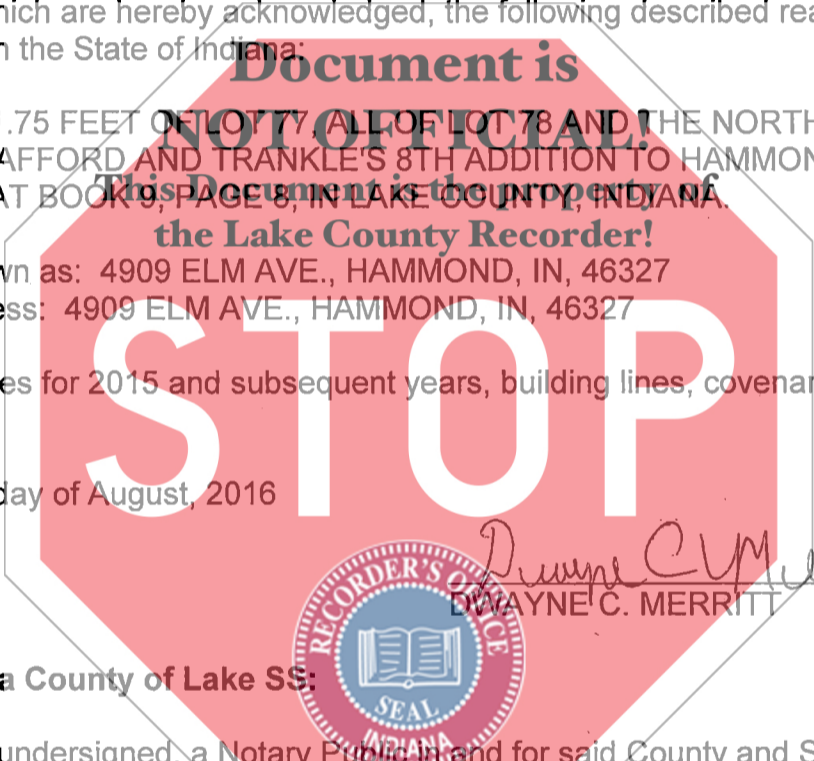 hich are hereby acknowledged, the following described rea
n the State of Indiana:
Document is
NOT OFFICIAL!
.75 FEET OF LOT 77, ALL OF LOT 78 AND THE NORTH
AFFORD AND TRANKLE'S 8TH ADDITION TO HAMMON
This Document is the property of
AT BOOK 9, PAGE 8, IN LAKE COUNTY, INDIANA.
the Lake County Recorder!
wn as: 4909 ELM AVE., HAMMOND, IN, 46327
ess: 4909 ELM AVE., HAMMOND, IN, 46327
STOP
es for 2015 and subsequent years, building lines, covenan
day of August, 2016
Dwayne C. Me
DWAYNE C. MERRITT
RECORDER'S OFFICE
SEAL
INDIANA
a County of Lake SS:
undersigned, a Notary Public in and for said County and S